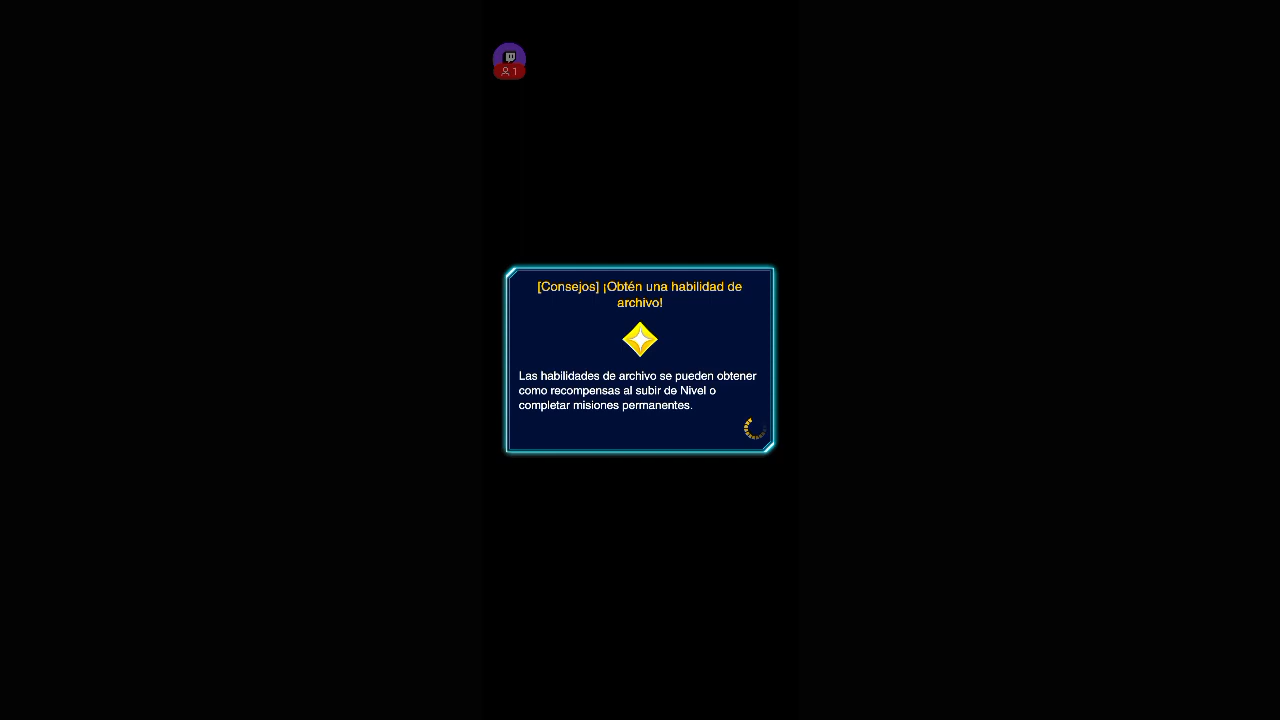 1
[Consejos] ¡Obtén una habilidad de
archivo!
Las habilidades de archivo se pueden obtener
como recompensas al subir de Nivel o
completar misiones permanentes.